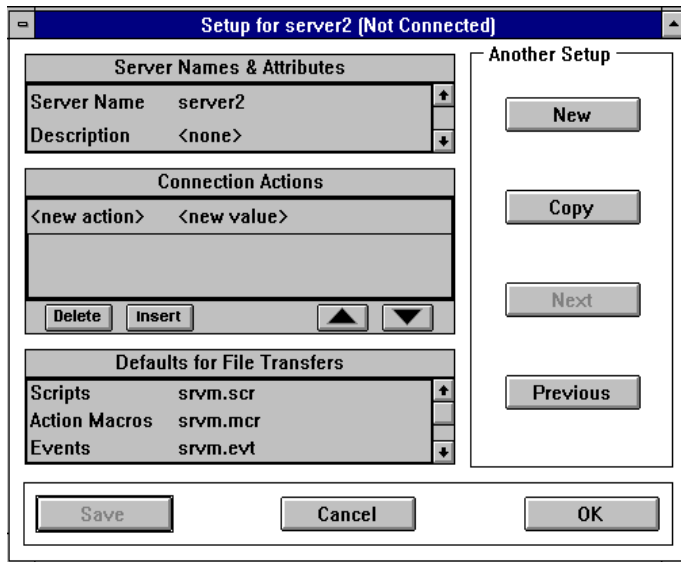 Setup for server2 (Not Connected)
Server Names & Attributes
Server Name server2
Description <none>
Connection Actions
<new action> <new value>
Delete Insert
Defaults for File Transfers
Scripts srvm.scr
Action Macros srvm.mcr
Events srvm.evt
Another Setup
New
Copy
Next
Previous
Save Cancel OK